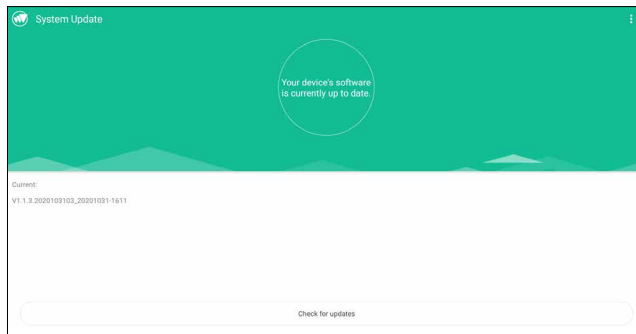 System Update
Your device's software
is currently up to date.
Current:
V1.1.3.2020103103_20201031-1611
Check for updates